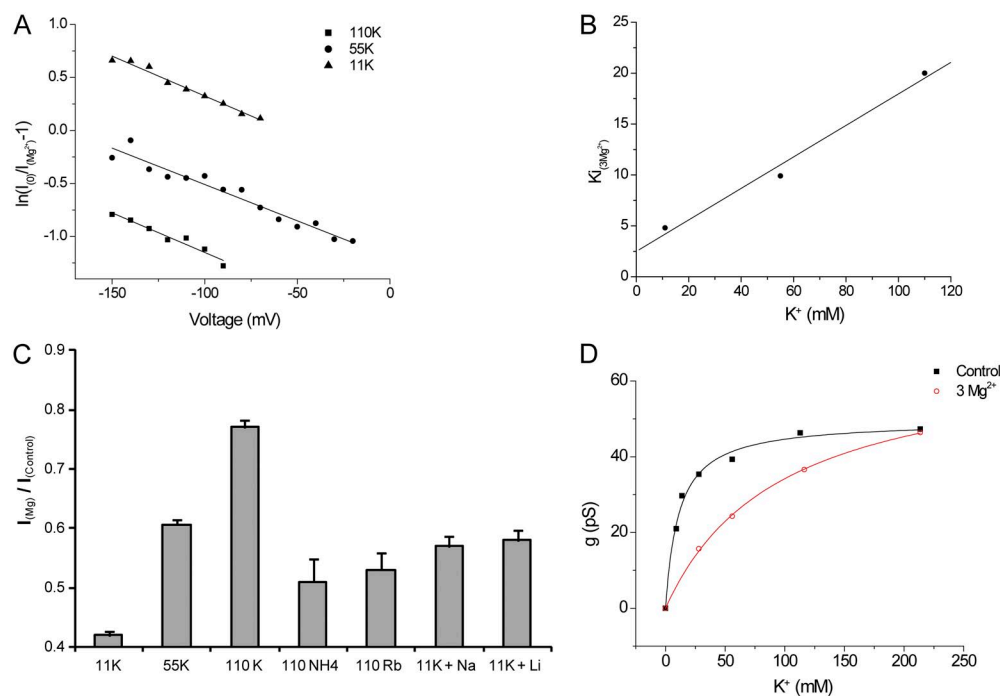 A
110K
55K
11K
1.0
0.5
0.0
-0.5
-1.0
ln(I(0)/I(Mg²⁺)-1)
-150
-100
-50
0
Voltage (mV)
B
25
20
15
10
5
0
Ki(3Mg²⁺)
0
20
40
60
80
100
120
K⁺ (mM)
C
0.9
0.8
0.7
0.6
0.5
0.4
I(Mg) / I(Control)
11K
55K
110 K
110 NH4
110 Rb
11K + Na
11K + Li
D
Control
3 Mg²⁺
60
40
20
0
g (pS)
0
50
100
150
200
250
K⁺ (mM)